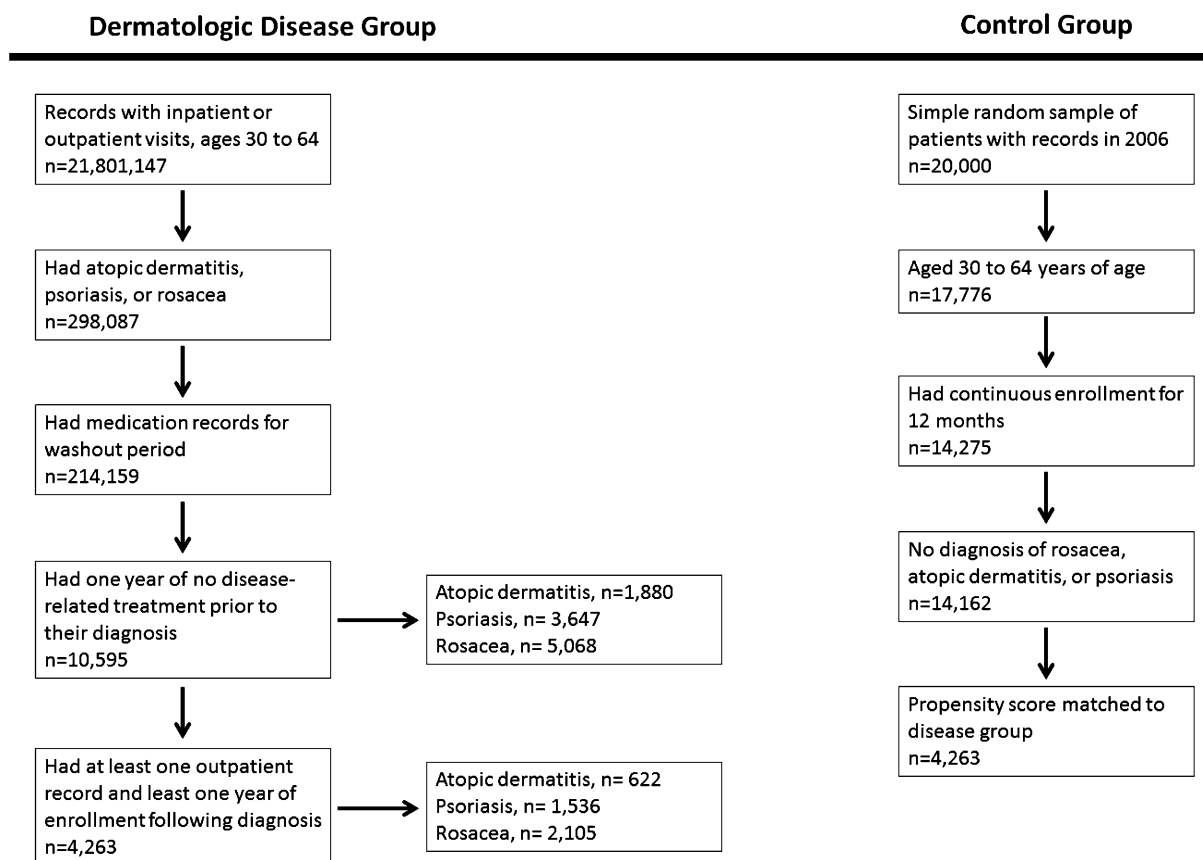 Dermatologic Disease Group
Records with inpatient or
outpatient visits, ages 30 to 64
n=21,801,147
Had atopic dermatitis,
psoriasis, or rosacea
n=298,087
Had medication records for
washout period
n=214,159
Had one year of no disease-
related treatment prior to
their diagnosis
n=10,595
Atopic dermatitis, n=1,880
Psoriasis, n= 3,647
Rosacea, n= 5,068
Had at least one outpatient
record and least one year of
enrollment following diagnosis
n=4,263
Atopic dermatitis, n= 622
Psoriasis, n= 1,536
Rosacea, n= 2,105
Control Group
Simple random sample of
patients with records in 2006
n=20,000
Aged 30 to 64 years of age
n=17,776
Had continuous enrollment for
12 months
n=14,275
No diagnosis of rosacea,
atopic dermatitis, or psoriasis
n=14,162
Propensity score matched to
disease group
n=4,263